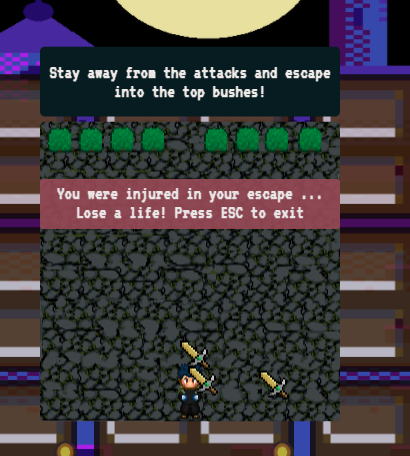 Stay away from the attacks and escape
into the top bushes!
You were injured in your escape ...
Lose a life! Press ESC to exit